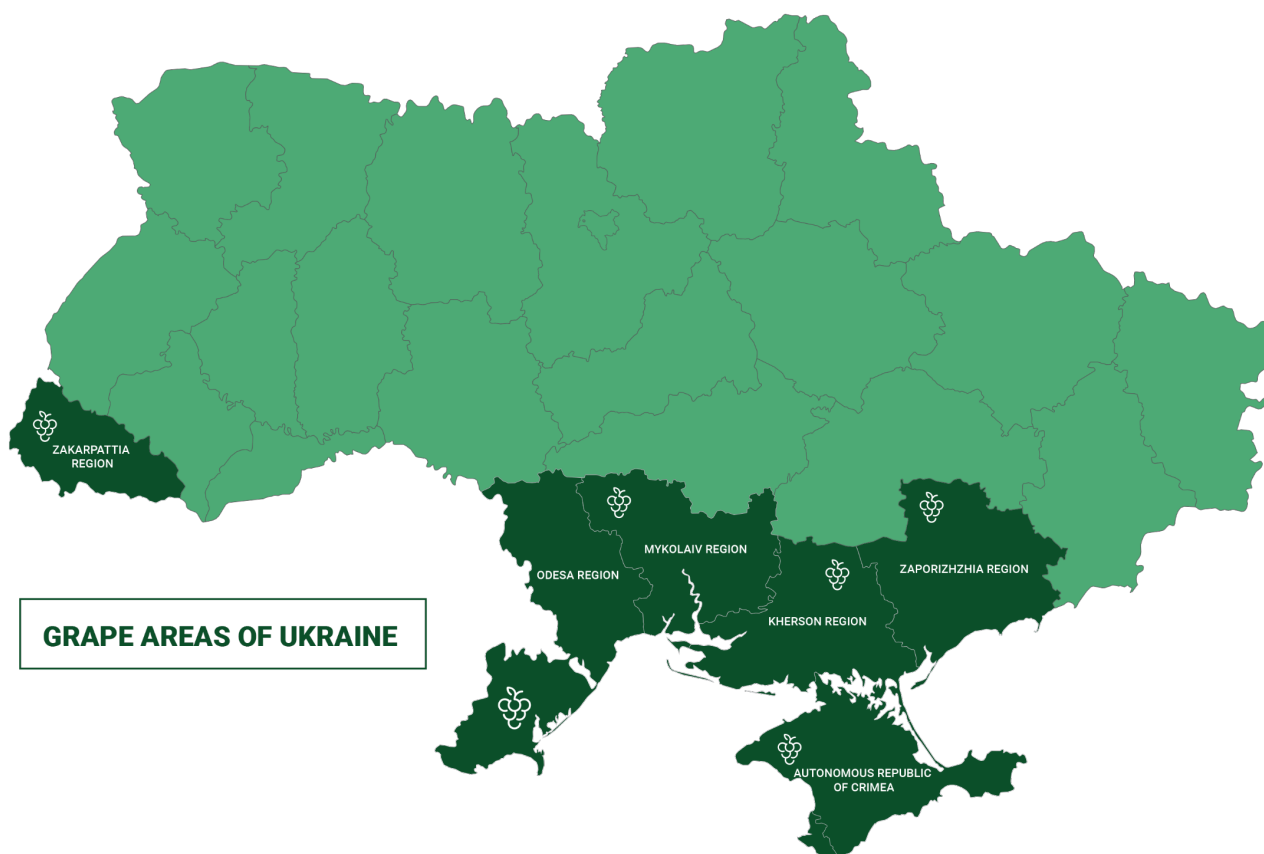 ZAKARPATTIA
REGION
MYKOLAIV REGION
ODESA REGION
ZAPORIZHZHIA REGION
KHERSON REGION
GRAPE AREAS OF UKRAINE
AUTONOMOUS REPUBLIC
OF CRIMEA